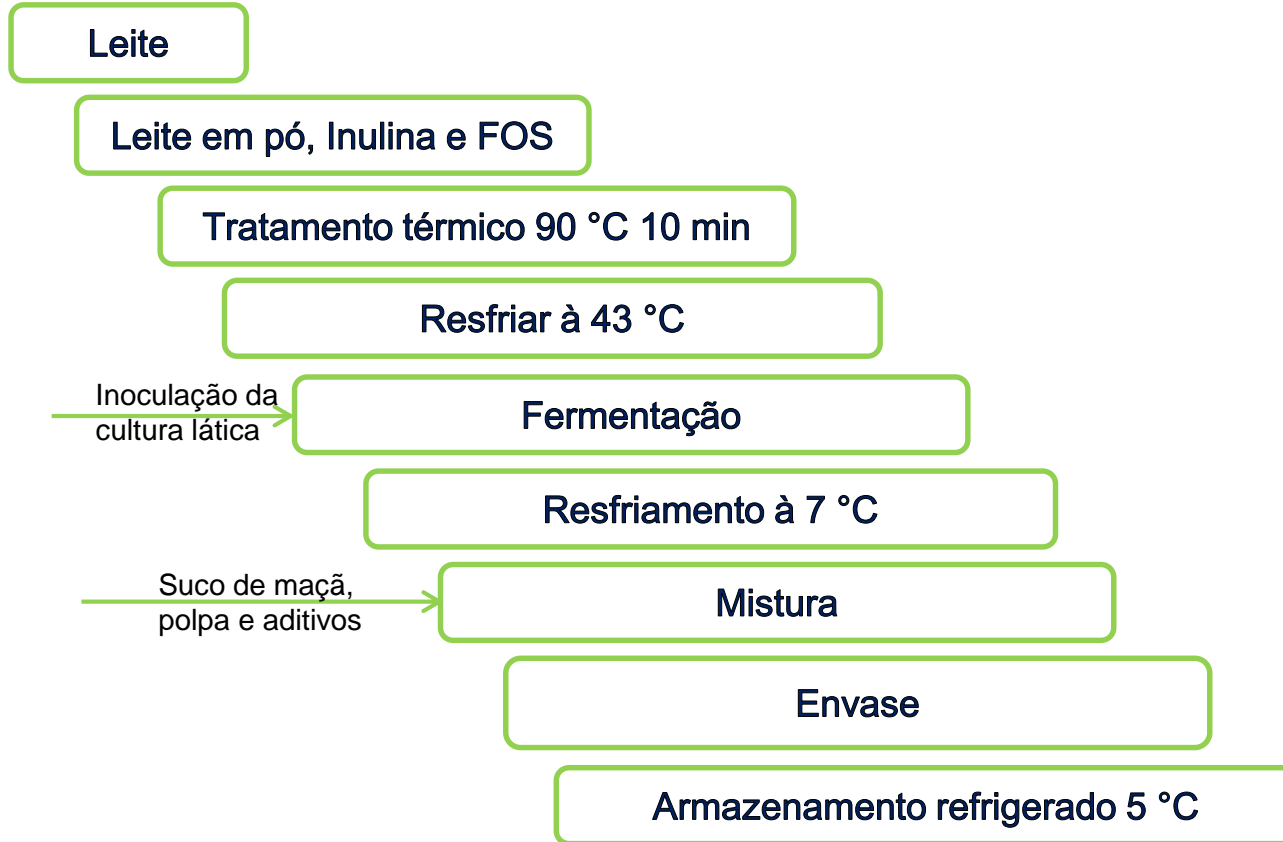 Leite
Leite em pó, Inulina e FOS
Tratamento térmico 90 °C 10 min
Resfriar à 43 °C
Inoculação da
cultura lática
Fermentação
Resfriamento à 7 °C
Suco de maçã,
polpa e aditivos
Mistura
Envase
Armazenamento refrigerado 5 °C